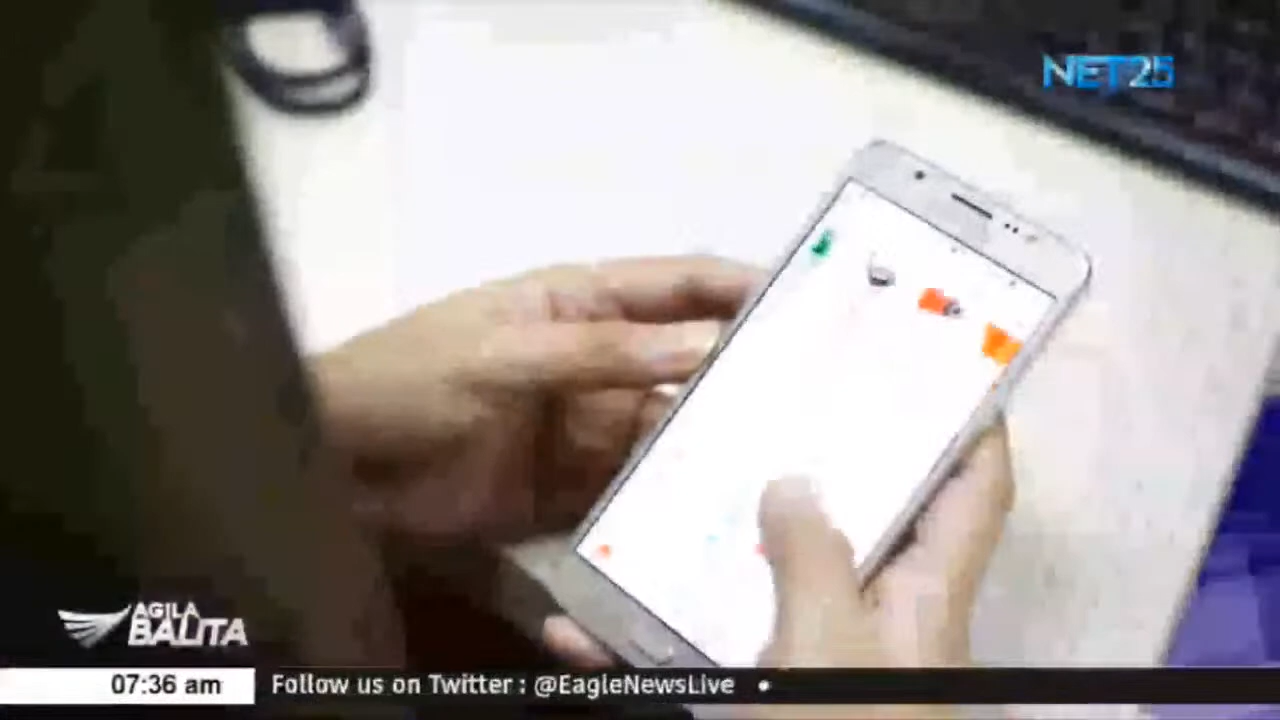 NET25
AGILA
BALITA
07:36 am
Follow us on Twitter : @EagleNewsLive •